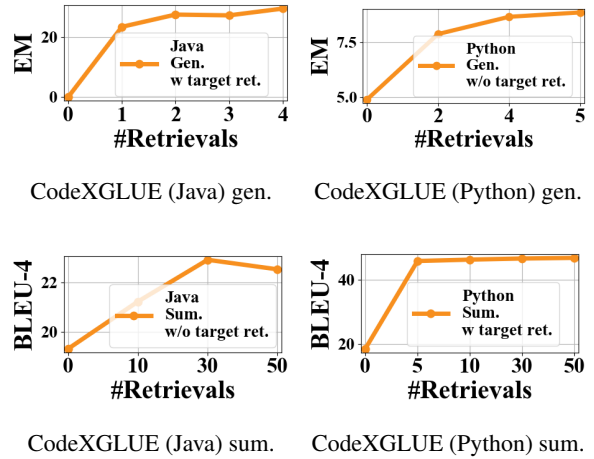 EM
20
0
Java
Gen.
w target ret.
0 1 2 3 4
#Retrievals
CodeXGLUE (Java) gen.
EM
7.5
5.0
Python
Gen.
w/o target ret.
0 2 4 5
#Retrievals
CodeXGLUE (Python) gen.
BLEU-4
22
20
Java
Sum.
w/o target ret.
0 10 30 50
#Retrievals
CodeXGLUE (Java) sum.
BLEU-4
40
20
Python
Sum.
w target ret.
0 5 10 30 50
#Retrievals
CodeXGLUE (Python) sum.